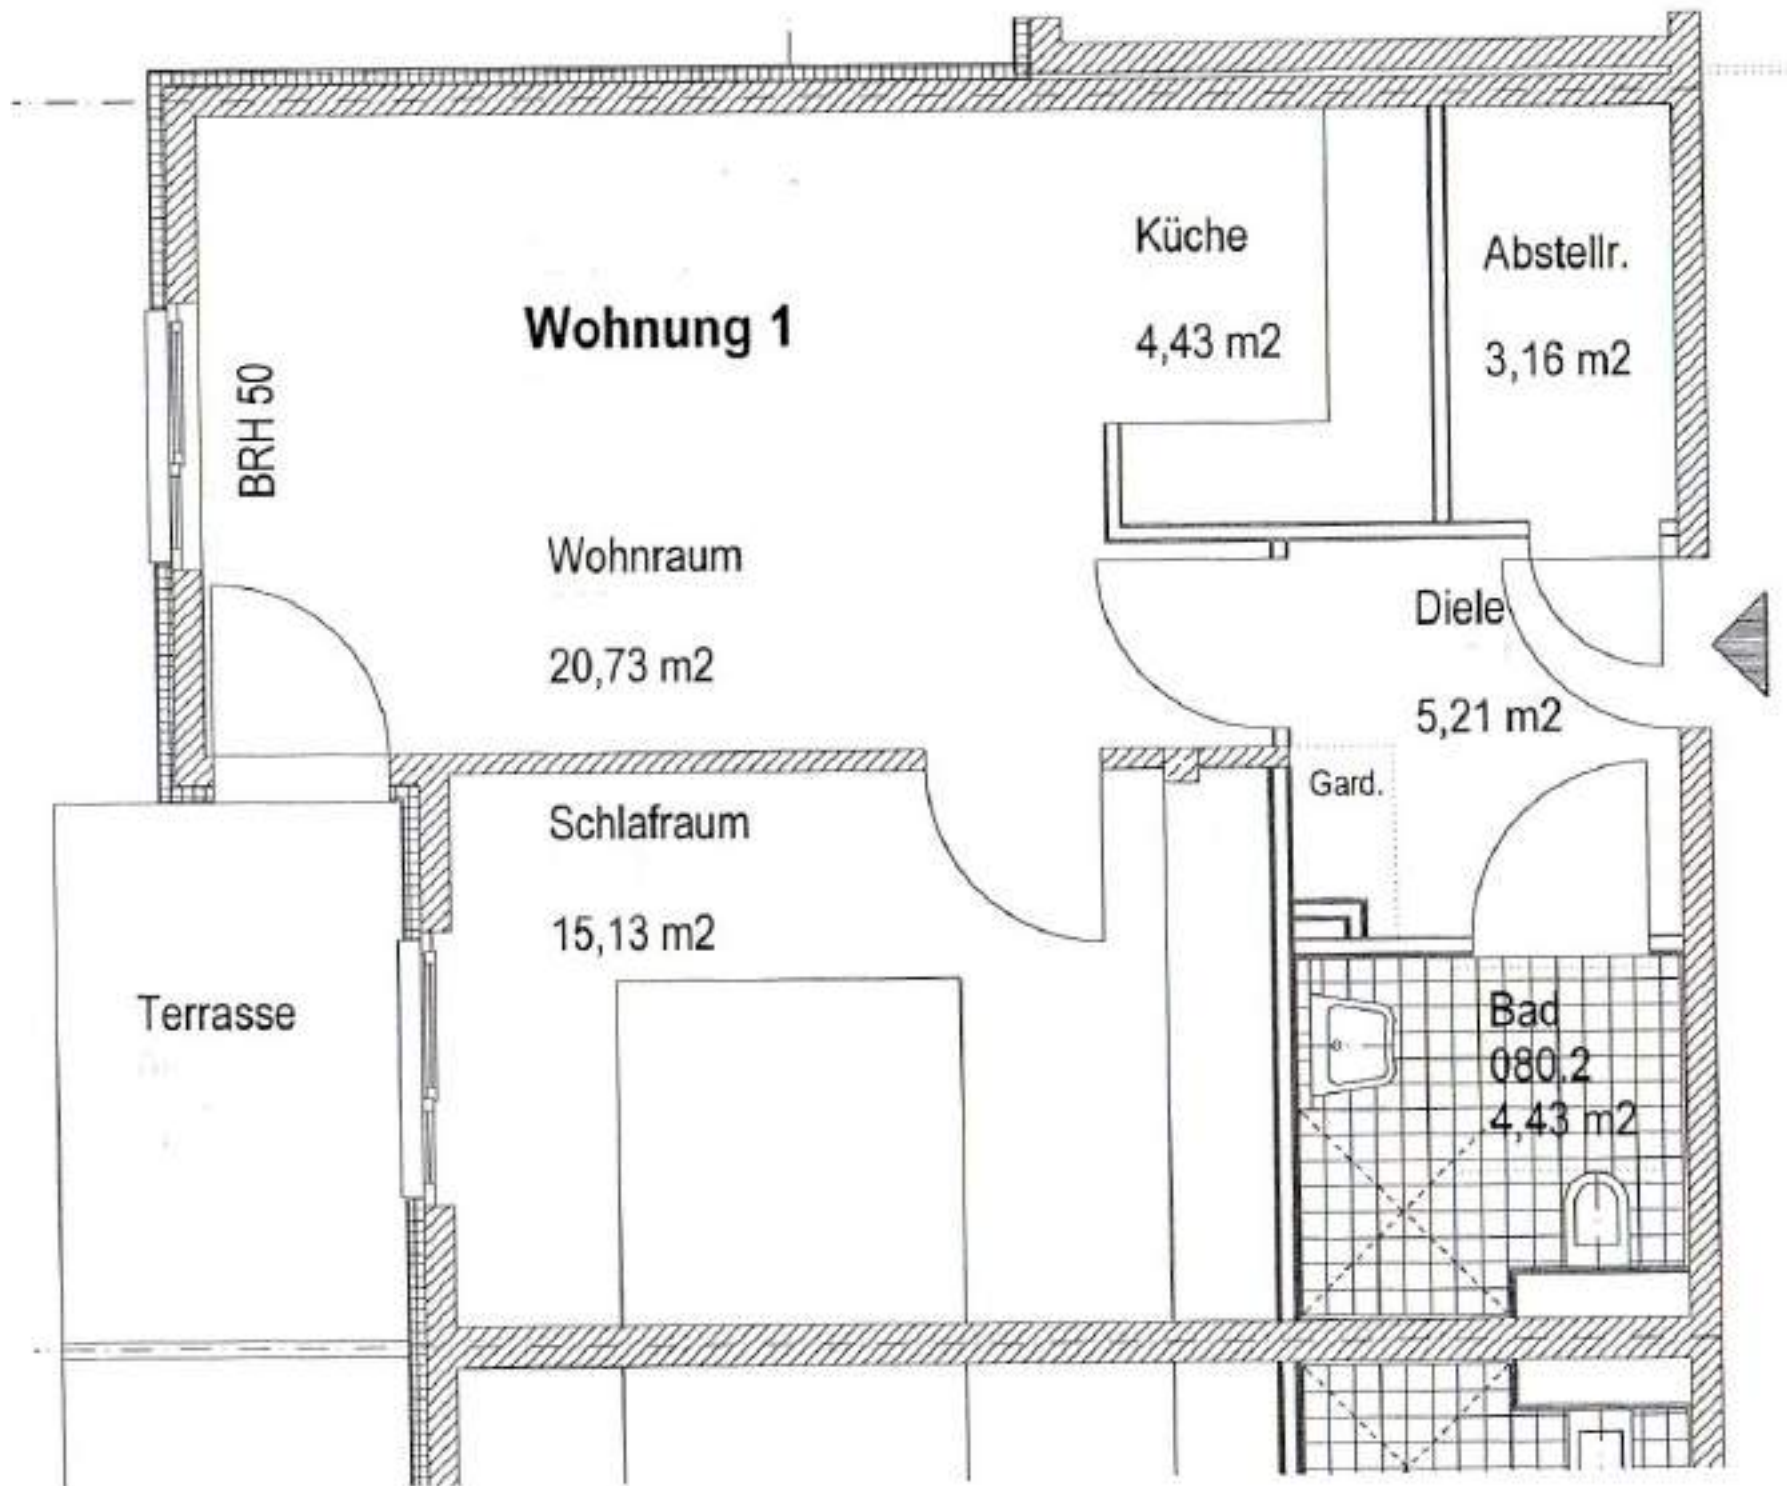 Küche
4,43 m2
Abstellr.
3,16 m2
Wohnung 1
BRH 50
Wohnraum
20,73 m2
Diele
5,21 m2
Gard.
Schlafraum
15,13 m2
Terrasse
Bad
080.2
4,43 m2